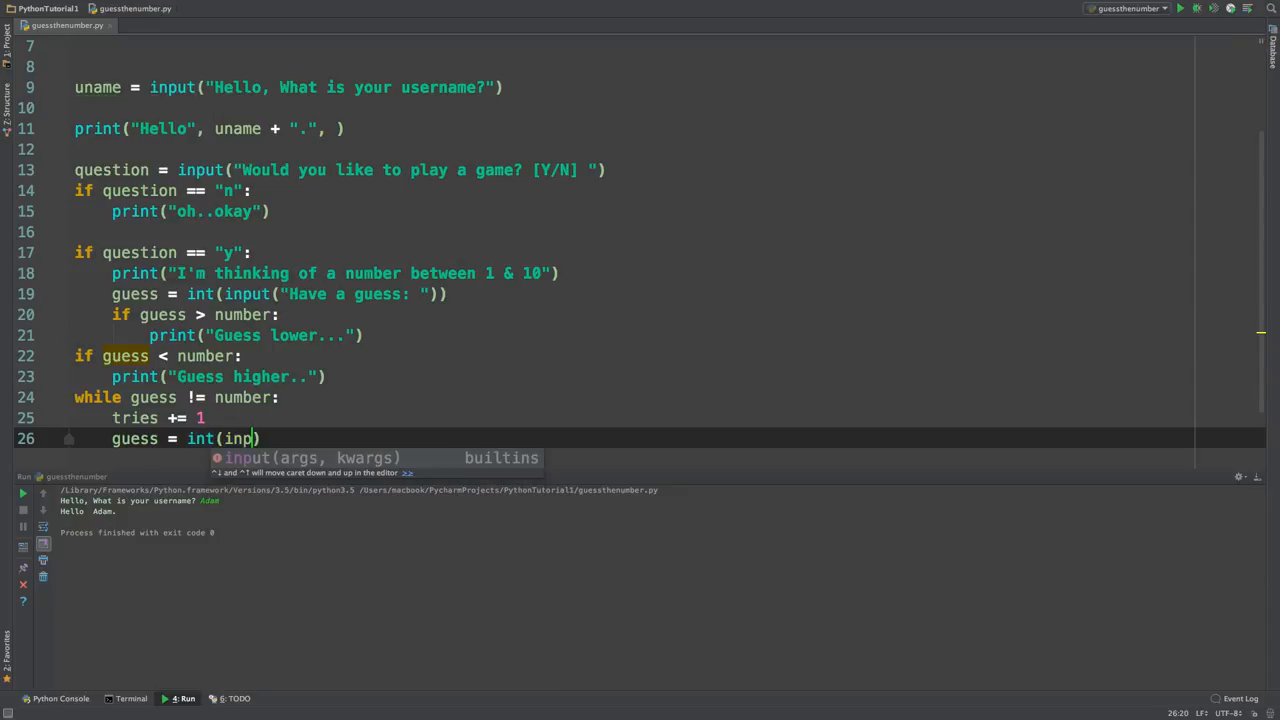 PythonTutorial1 guessthenumber.py guessthenumber
guessthenumber.py
1: Project
Z: Structure
2: Favorites
Database
7
8
9 uname = input("Hello, What is your username?")
10
11 print("Hello", uname + ".", )
12
13 question = input("Would you like to play a game? [Y/N] ")
14 if question == "n":
15 print("oh..okay")
16
17 if question == "y":
18 print("I'm thinking of a number between 1 & 10")
19 guess = int(input("Have a guess: "))
20 if guess > number:
21 print("Guess lower...")
22 if guess < number:
23 print("Guess higher..")
24 while guess != number:
25 tries += 1
26 guess = int(inp)
input(args, kwargs) builtins
^↓ and ^↑ will move caret down and up in the editor >>
Run guessthenumber
/Library/Frameworks/Python.framework/Versions/3.5/bin/python3.5 /Users/macbook/PycharmProjects/PythonTutorial1/guessthenumber.py
Hello, What is your username? Adam
Hello Adam.
Process finished with exit code 0
Python Console Terminal 4: Run 6: TODO Event Log
26:20 LF÷ UTF-8÷